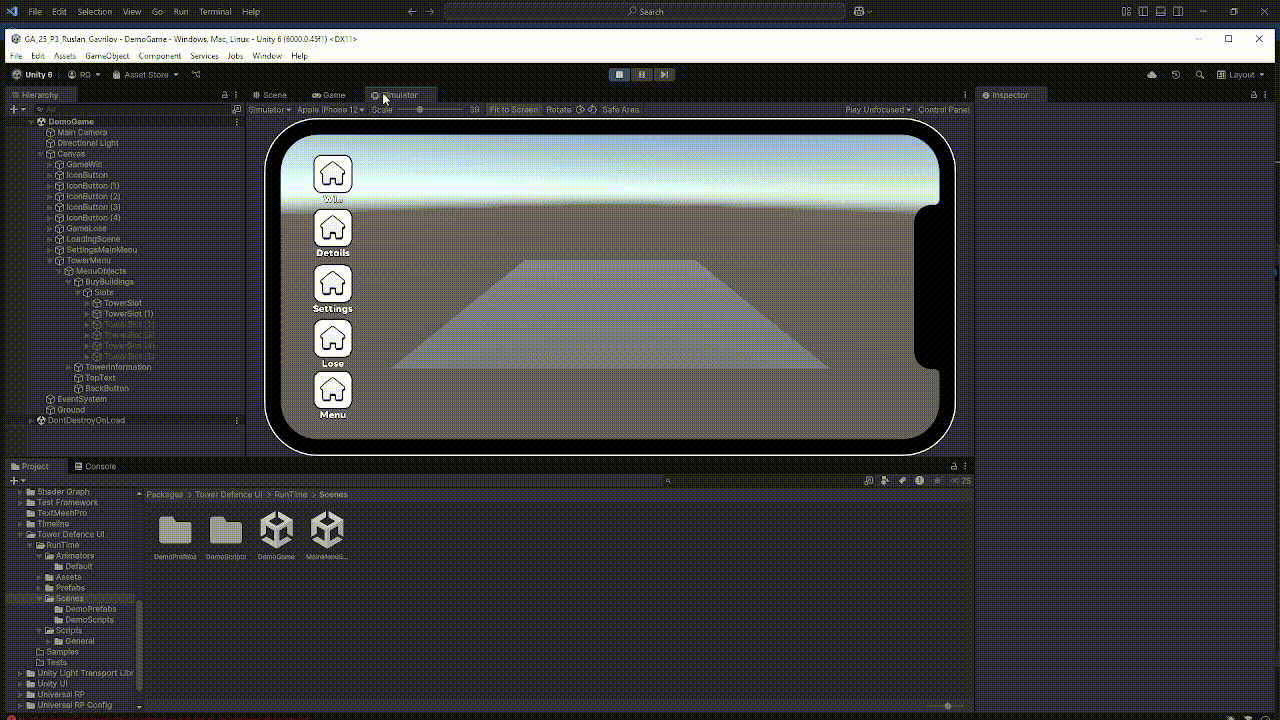 File Edit Selection View Go Run Terminal Help
Search
GA_25_P3_Ruslan_Gavrilov - DemoGame - Windows, Mac, Linux - Unity 6 (6000.0.45f1) <DX11>
File Edit Assets GameObject Component Services Jobs Window Help
Unity 6 RG Asset Store Layout
Hierarchy Scene Game Simulator Inspector
All
Simulator Apple iPhone 12 Scale 39 Fit to Screen Rotate Safe Area Play Unfocused Control Panel
DemoGame
Main Camera
Directional Light
Canvas
GameWin
IconButton
IconButton (1)
IconButton (2)
IconButton (3)
IconButton (4)
GameLose
LoadingScene
SettingsMainMenu
TowerMenu
MenuObjects
BuyBuildings
Slots
TowerSlot
TowerSlot (1)
TowerSlot (2)
TowerSlot (3)
TowerSlot (4)
TowerSlot (5)
TowerInformation
TopText
BackButton
EventSystem
Ground
DontDestroyOnLoad
Win
Details
Settings
Lose
Menu
Project Console
25
Shader Graph
Test Framework
TextMeshPro
Timeline
Tower Defence UI
RunTime
Animators
Default
Assets
Prefabs
Scenes
DemoPrefabs
DemoScripts
Scripts
General
Samples
Tests
Unity Light Transport Libr
Unity UI
Universal RP
Universal RP Config
Packages > Tower Defence UI > RunTime > Scenes
DemoPrefabs DemoScripts DemoGame MainMenuS...